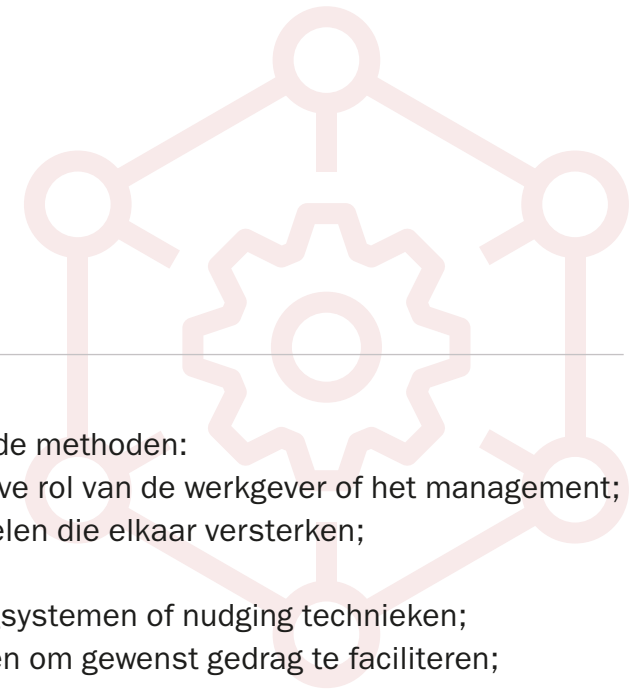 de methoden:
ve rol van de werkgever of het management;
elen die elkaar versterken;
systemen of nudging technieken;
en om gewenst gedrag te faciliteren;